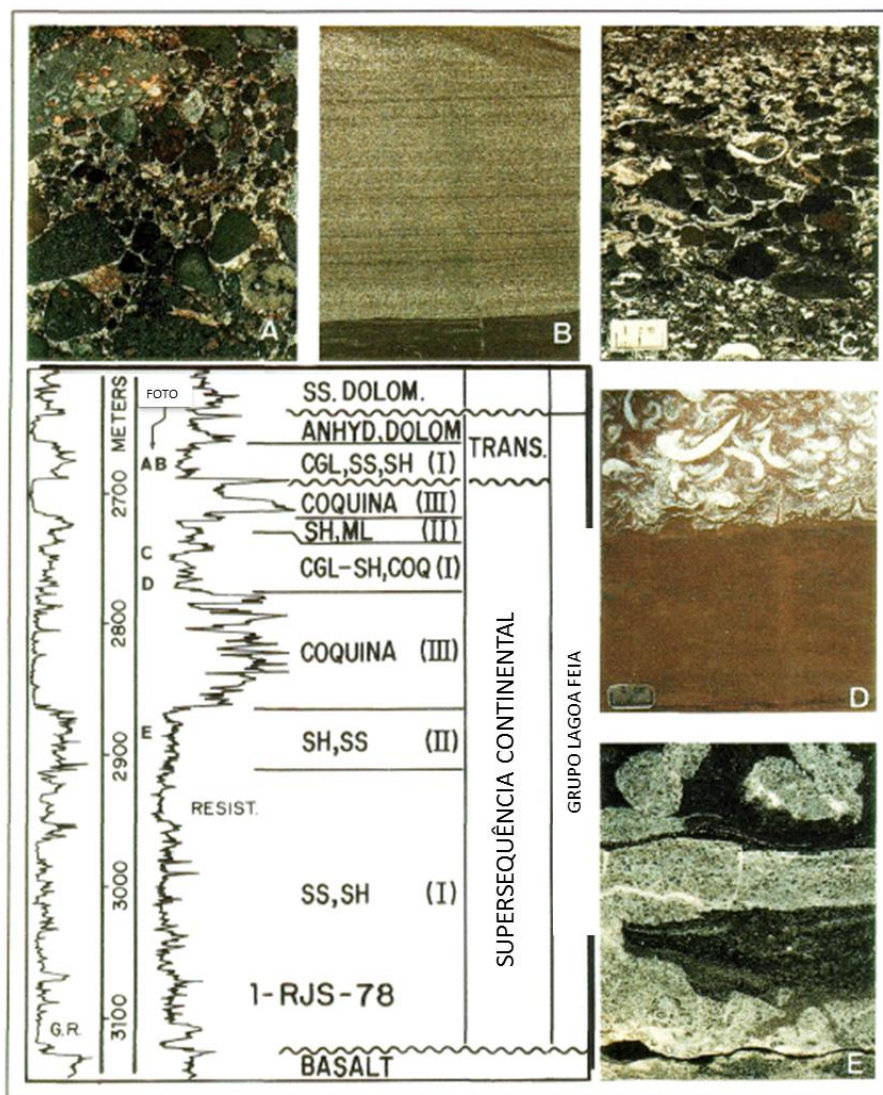 A
B
C
METERS
FOTO
SS. DOLOM.
ANHYD, DOLOM
TRANS.
AB
CGL, SS, SH (I)
2700
COQUINA (III)
SH, ML (II)
C
CGL-SH, COQ (I)
D
2800
COQUINA (III)
D
E
SH, SS (II)
2900
RESIST.
SUPERSEQUÊNCIA CONTINENTAL
GRUPO LAGOA FEIA
3000
SS, SH (I)
1-RJS-78
3100
G.R.
BASALT
E